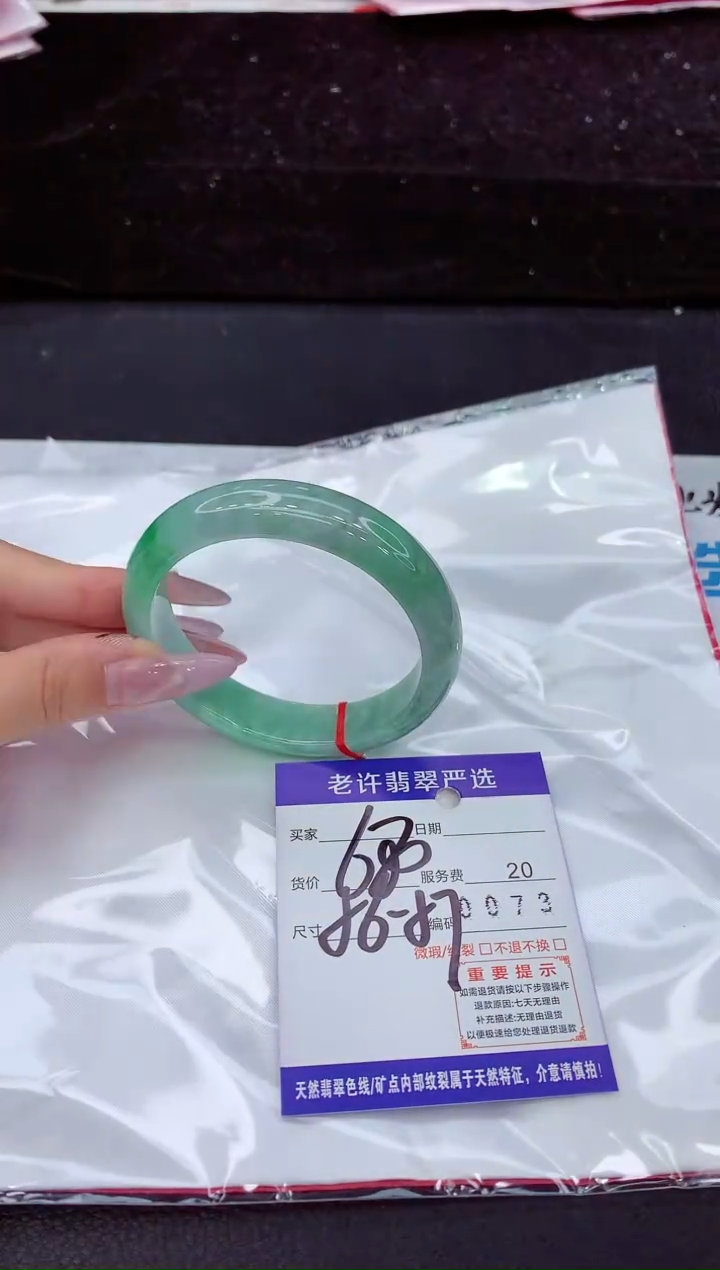 老许翡翠严选
买家 日期
680
货价 服务费 20
尺寸 56-57 编码 0073
微瑕/纹裂 □ 不退不换 □
重要提示
如需退货请按以下步骤操作
退款原因:七天无理由
补充描述:无理由退货
以便极速给您处理退货退款
天然翡翠色线/矿点内部纹裂属于天然特征，介意请慎拍!